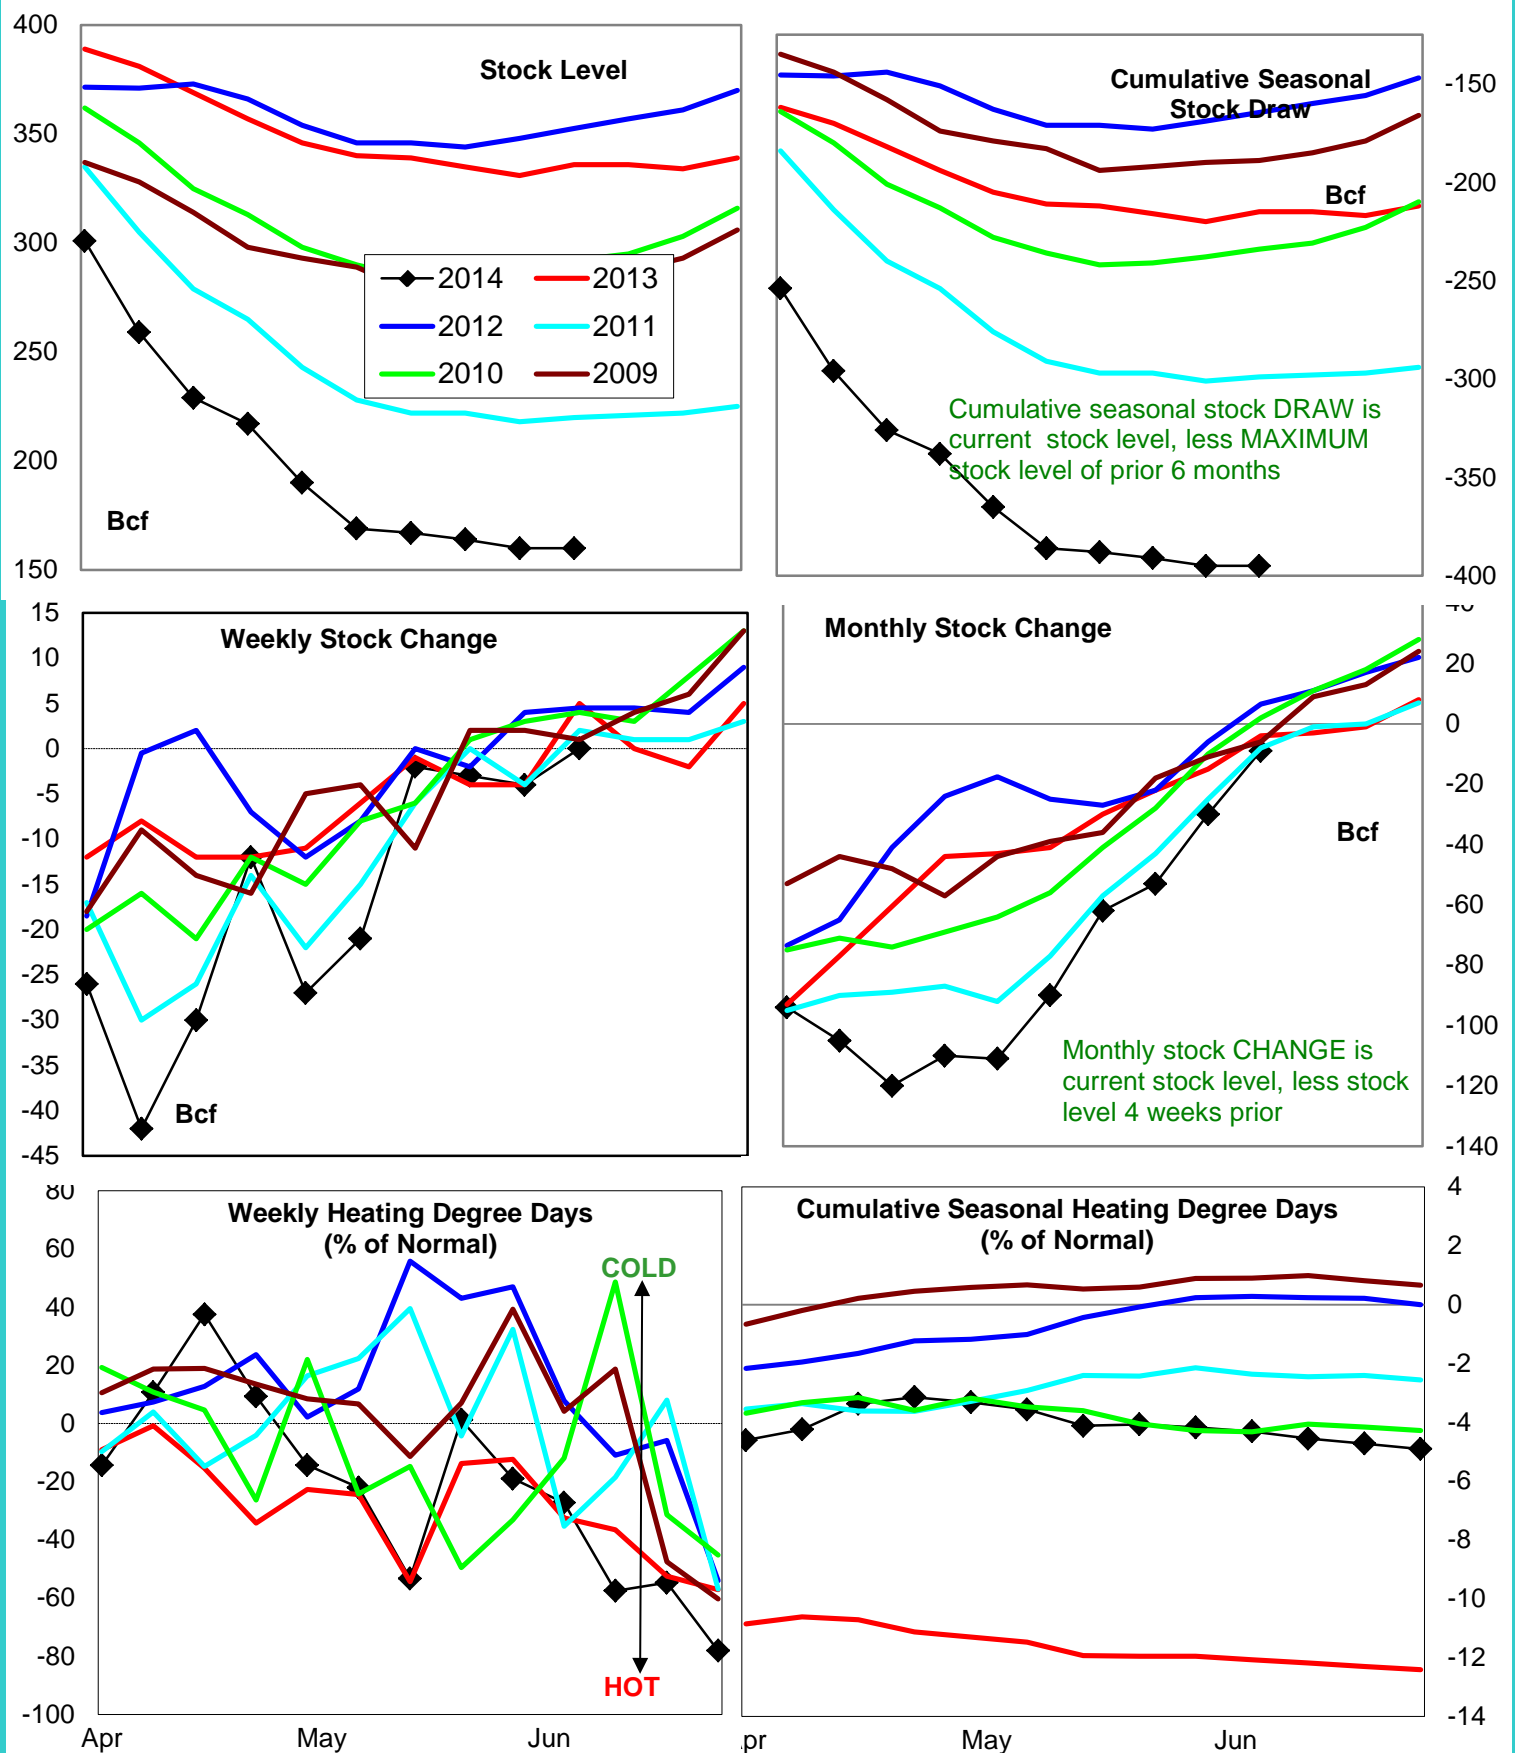 400
350
300
250
200
150
Stock Level
2014
2013
2012
2011
2010
2009
Bcf
Cumulative Seasonal
Stock Draw
Bcf
Cumulative seasonal stock DRAW is
current stock level, less MAXIMUM
stock level of prior 6 months
-150
-200
-250
-300
-350
-400
15
10
5
0
-5
-10
-15
-20
-25
-30
-35
-40
-45
Weekly Stock Change
Bcf
Monthly Stock Change
Bcf
Monthly stock CHANGE is
current stock level, less stock
level 4 weeks prior
40
20
0
-20
-40
-60
-80
-100
-120
-140
80
60
40
20
0
-20
-40
-60
-80
-100
Weekly Heating Degree Days
(% of Normal)
COLD
HOT
Apr
May
Jun
Cumulative Seasonal Heating Degree Days
(% of Normal)
4
2
0
-2
-4
-6
-8
-10
-12
-14
pr
May
Jun